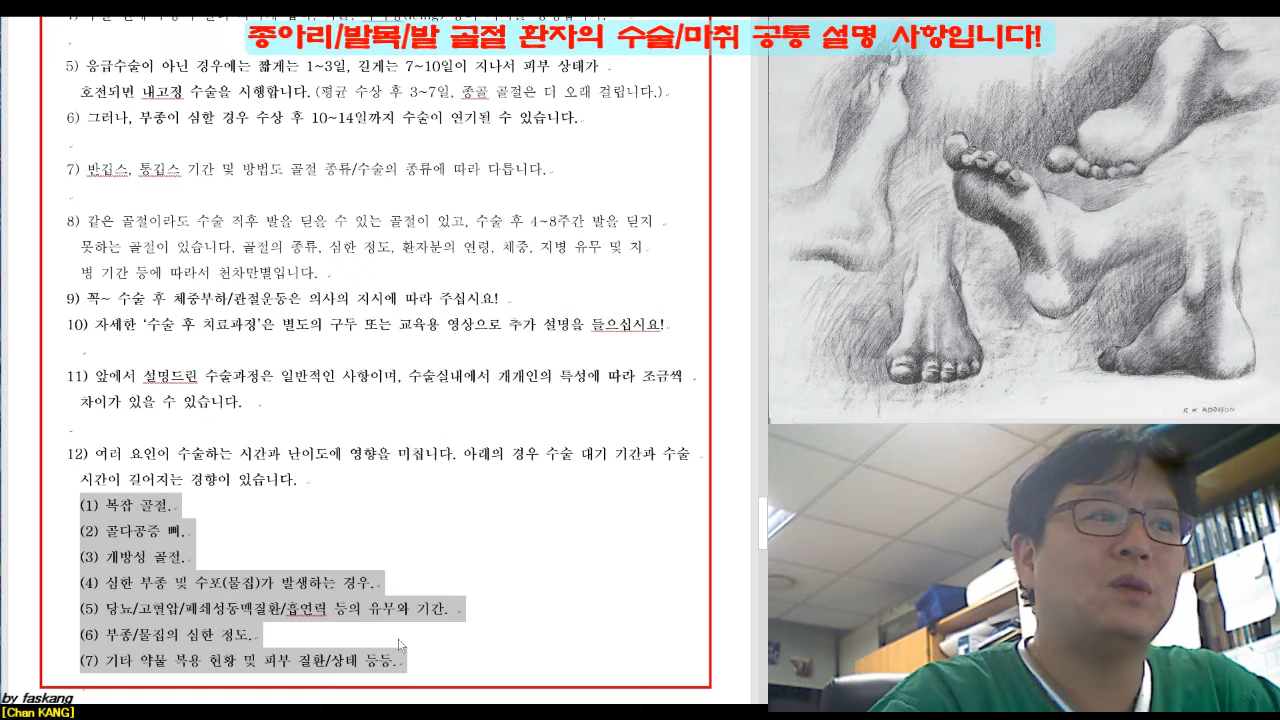 종아리/발목/발 골절 환자의 수술/마취 공통 설명 사항입니다!
5) 응급수술이 아닌 경우에는 짧게는 1~3일, 길게는 7~10일이 지나서 피부 상태가
호전되면 내고정 수술을 시행합니다. (평균 수상 후 3~7일, 종골 골절은 더 오래 걸립니다.)
6) 그러나, 부종이 심할 경우 수상 후 10~14일까지 수술이 연기될 수 있습니다.
7) 반깁스, 통깁스 기간 및 방법도 골절 종류/수술의 종류에 따라 다릅니다.
8) 같은 골절이라도 수술 직후 발을 딛을 수 있는 골절이 있고, 수술 후 4~8주간 발을 딛지
못하는 골절이 있습니다. 골절의 종류, 심한 정도, 환자분의 연령, 체중, 지병 유무 및 지
병 기간 등에 따라서 천차만별입니다.
9) 꼭~ 수술 후 체중부하/관절운동은 의사의 지시에 따라 주십시요!
10) 자세한 '수술 후 치료과정'은 별도의 구두 또는 교육용 영상으로 추가 설명을 들으십시요!
11) 앞에서 설명드린 수술과정은 일반적인 사항이며, 수술실내에서 개개인의 특성에 따라 조금씩
차이가 있을 수 있습니다.
12) 여러 요인이 수술하는 시간과 난이도에 영향을 미칩니다. 아래의 경우 수술 대기 기간과 수술
시간이 길어지는 경향이 있습니다.
(1) 복잡 골절.
(2) 골다공증 뼈.
(3) 개방성 골절.
(4) 심한 부종 및 수포(물집)가 발생하는 경우.
(5) 당뇨/고혈압/폐쇄성동맥질환/흡연력 등의 유무와 기간.
(6) 부종/물집의 심한 정도.
(7) 기타 약물 복용 현황 및 피부 질환/상태 등등.
R W ADDISON
by faskang
[Chan KANG]